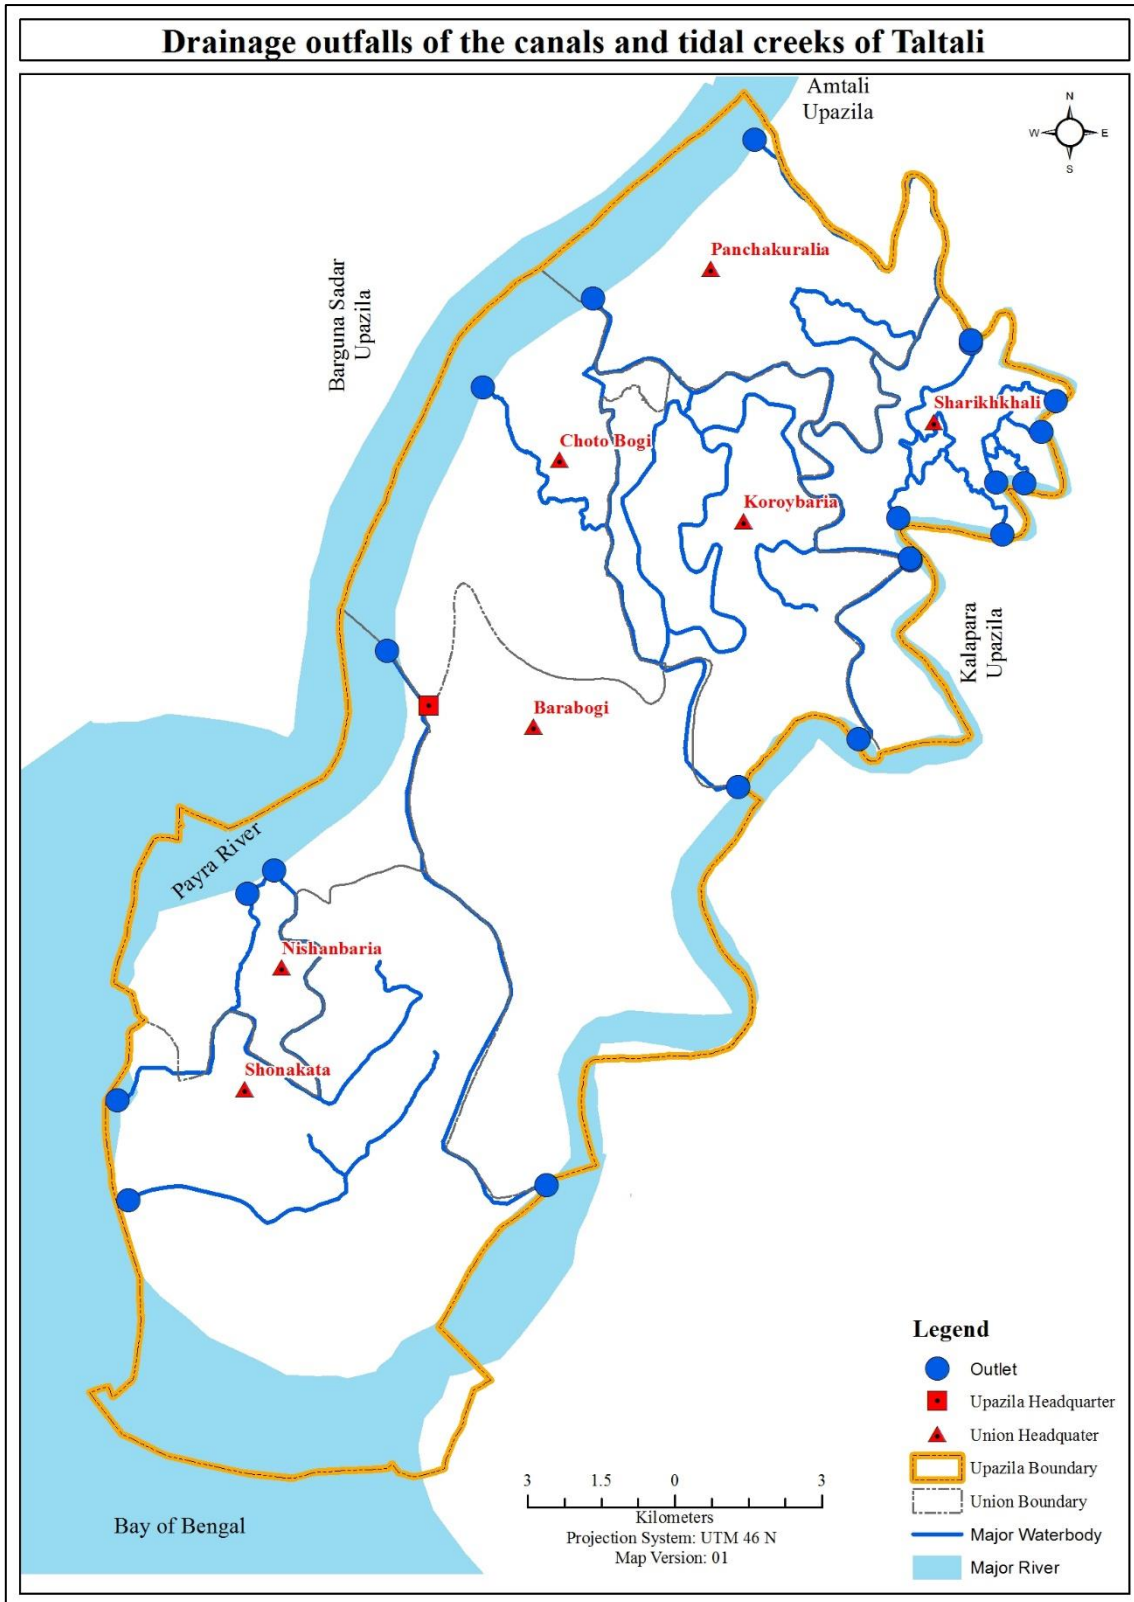 Drainage outfalls of the canals and tidal creeks of Taltali
Amtali
Upazila
N
W
E
S
Panchakuralia
Barguna Sadar
Upazila
Sharikhkhali
Choto Bogi
Koroybaria
Kalapara
Upazila
Barabogi
Payra River
Nishanbaria
Shonakata
Legend
Outlet
Upazila Headquarter
Union Headquater
Upazila Boundary
Union Boundary
Major Waterbody
Major River
3 1.5 0 3
Kilometers
Projection System: UTM 46 N
Map Version: 01
Bay of Bengal